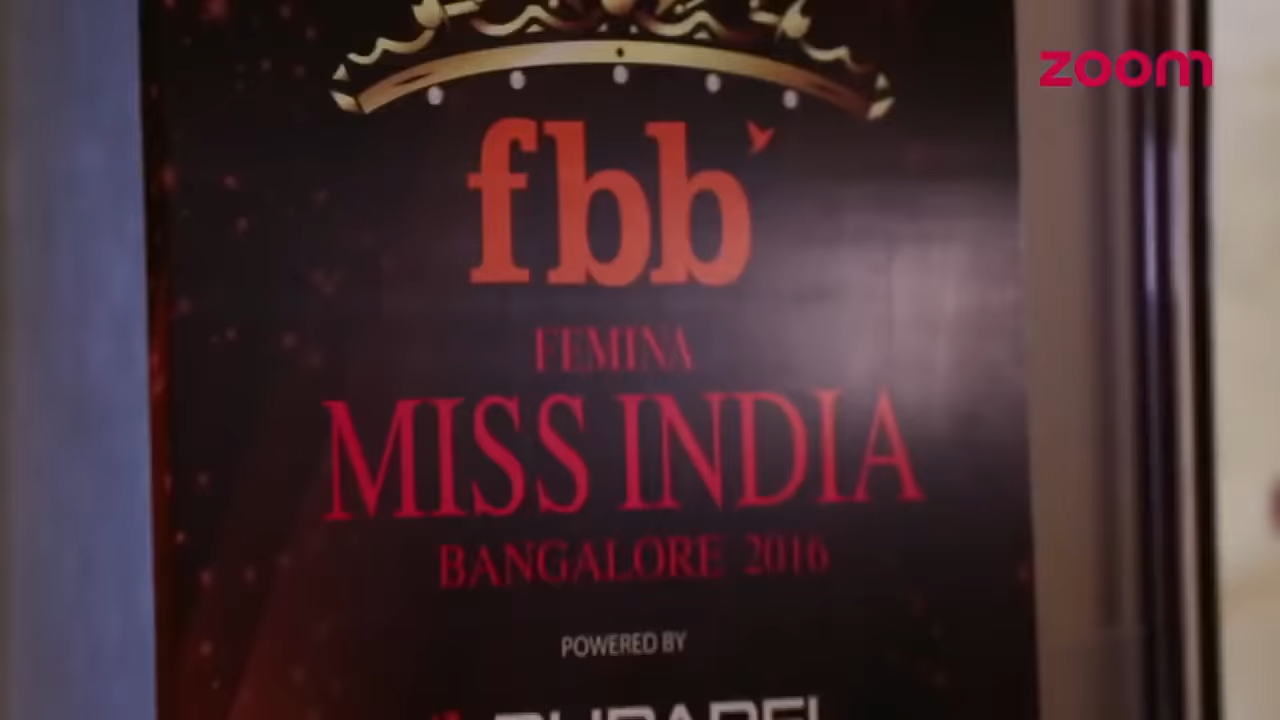 zoom
fbb
FEMINA
MISS INDIA
BANGALORE 2016
POWERED BY